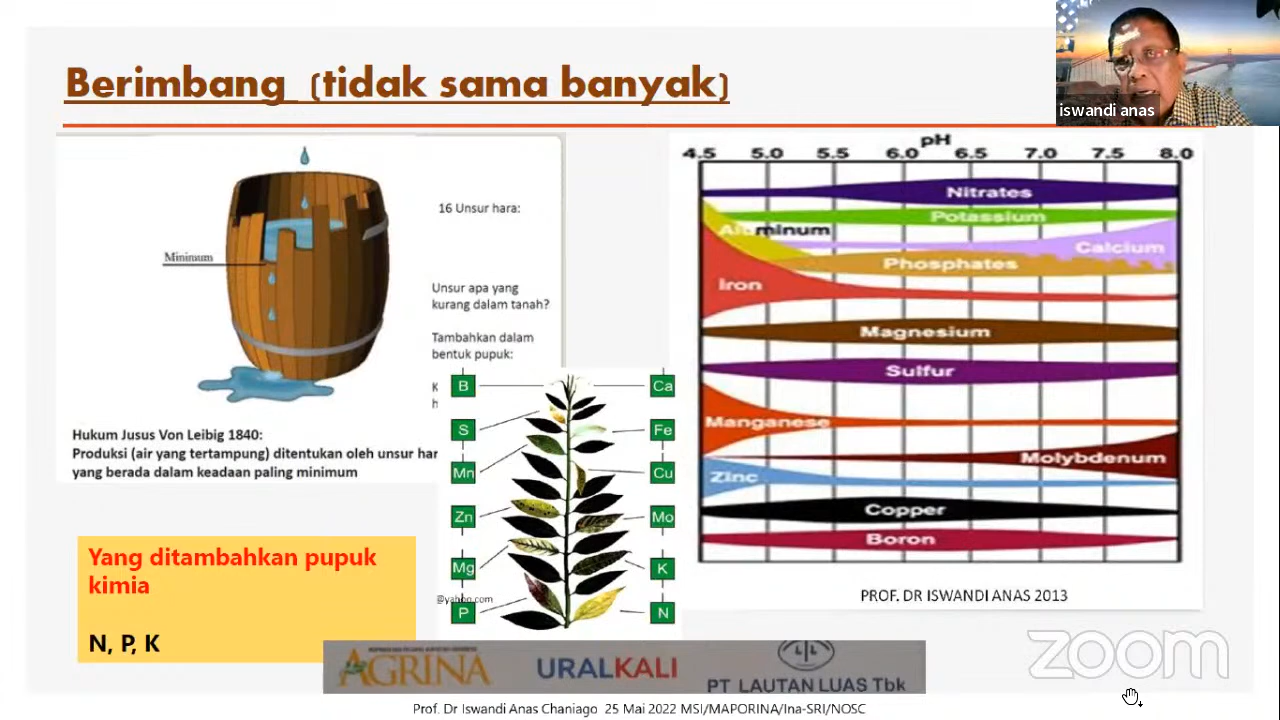 Berimbang (tidak sama banyak)
iswandi anas
Minimum
16 Unsur hara:
Unsur apa yang
kurang dalam tanah?
Tambahkan dalam
bentuk pupuk:
K
h
Hukum Jusus Von Leibig 1840:
Produksi (air yang tertampung) ditentukan oleh unsur har
yang berada dalam keadaan paling minimum
Yang ditambahkan pupuk
kimia
N, P, K
B
Ca
S
Fe
Mn
Cu
Zn
Mo
Mg
K
@yahoo.com
P
N
pH
4.5 5.0 5.5 6.0 6.5 7.0 7.5 8.0
Nitrates
Potassium
Aluminum
Calcium
Phosphates
Iron
Magnesium
Sulfur
Manganese
Molybdenum
Zinc
Copper
Boron
PROF. DR ISWANDI ANAS 2013
zoom
AGRINA
URALKALI
PT LAUTAN LUAS Tbk
Prof. Dr Iswandi Anas Chaniago 25 Mai 2022 MSI/MAPORINA/Ina-SRI/NOSC